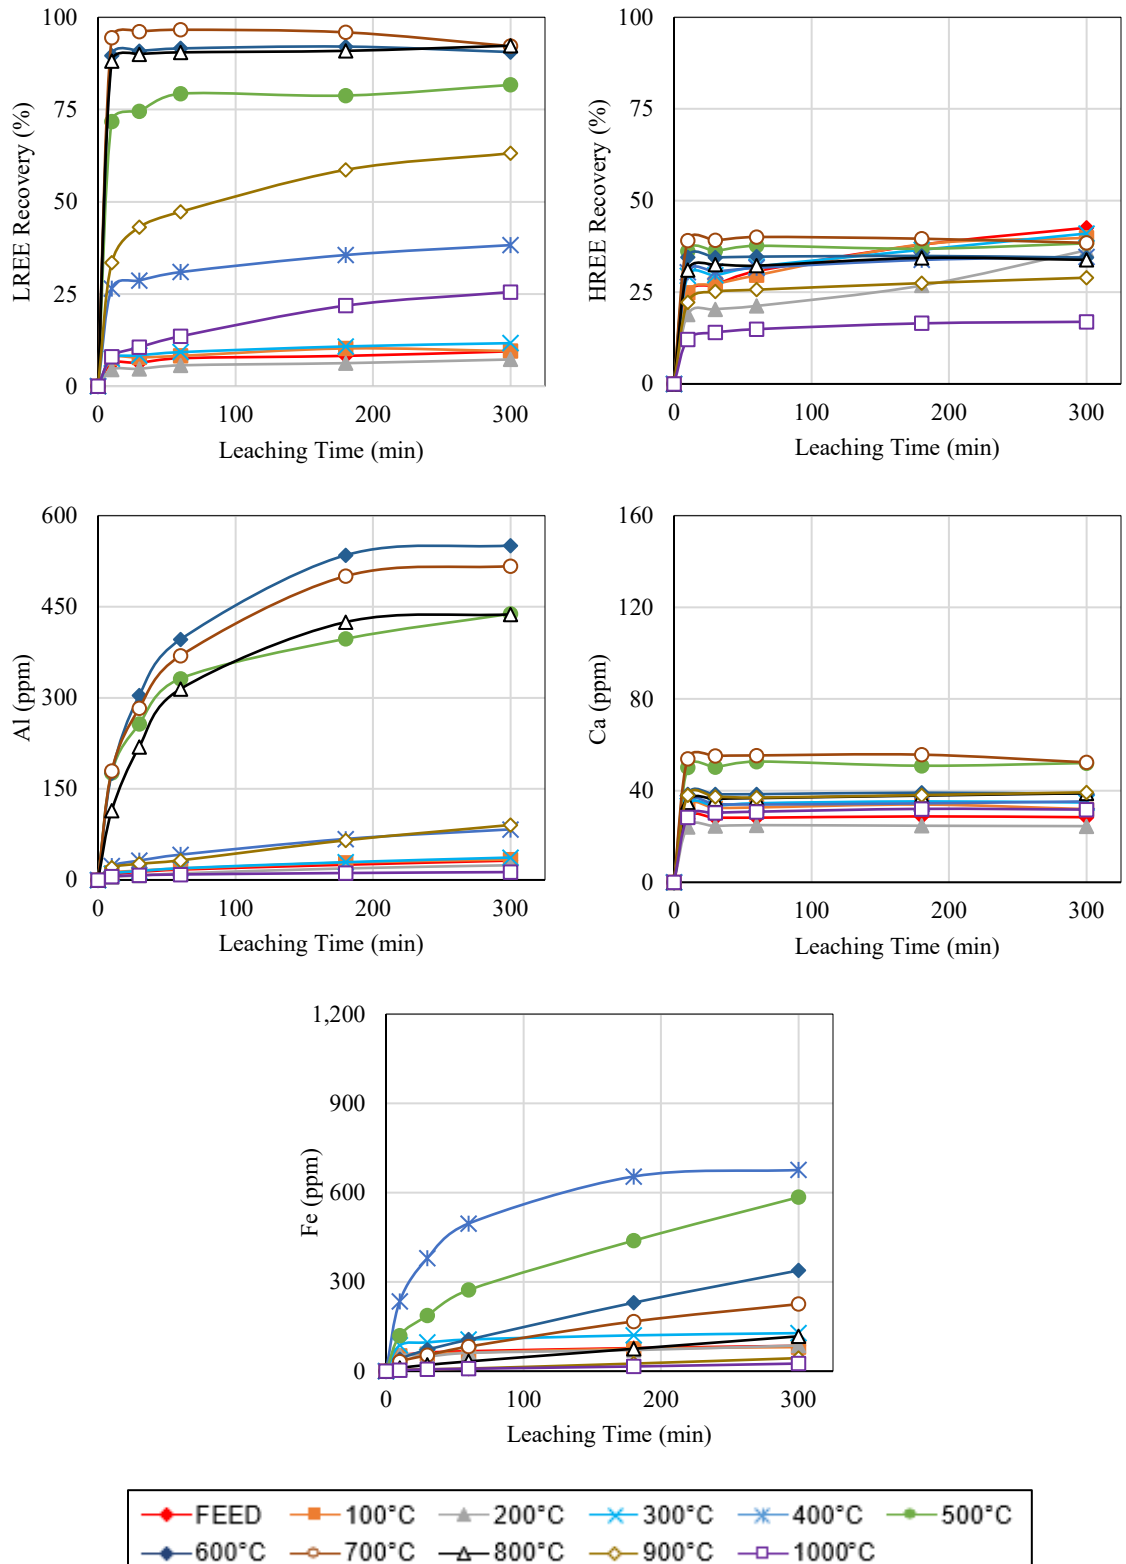 100
75
50
25
0
LREE Recovery (%)
0 100 200 300
Leaching Time (min)
100
75
50
25
0
HREE Recovery (%)
0 100 200 300
Leaching Time (min)
600
450
300
150
0
Al (ppm)
0 100 200 300
Leaching Time (min)
160
120
80
40
0
Ca (ppm)
0 100 200 300
Leaching Time (min)
1,200
900
600
300
0
Fe (ppm)
0 100 200 300
Leaching Time (min)
FEED 100°C 200°C 300°C 400°C 500°C
600°C 700°C 800°C 900°C 1000°C